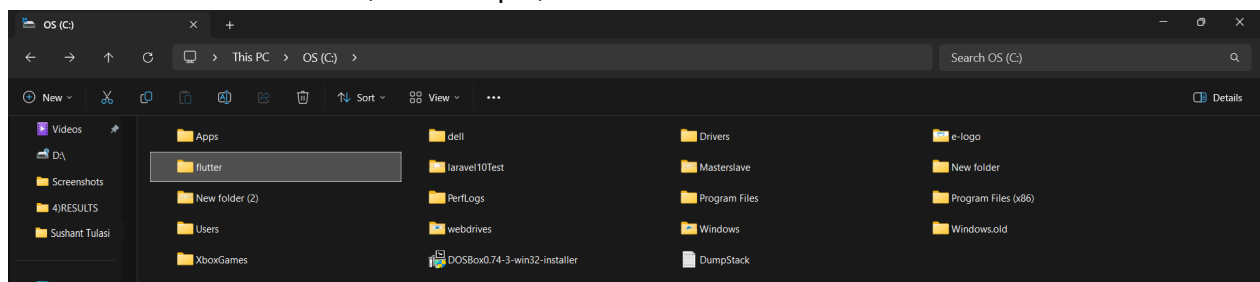 OS (C:)
This PC > OS (C:) >
Search OS (C:)
New
Sort
View
Details
Videos
D:\
Screenshots
4)RESULTS
Sushant Tulasi
Apps dell Drivers e-logo
flutter laravel10Test Masterslave New folder
New folder (2) PerfLogs Program Files Program Files (x86)
Users webdrives Windows Windows.old
XboxGames DOSBox0.74-3-win32-installer DumpStack